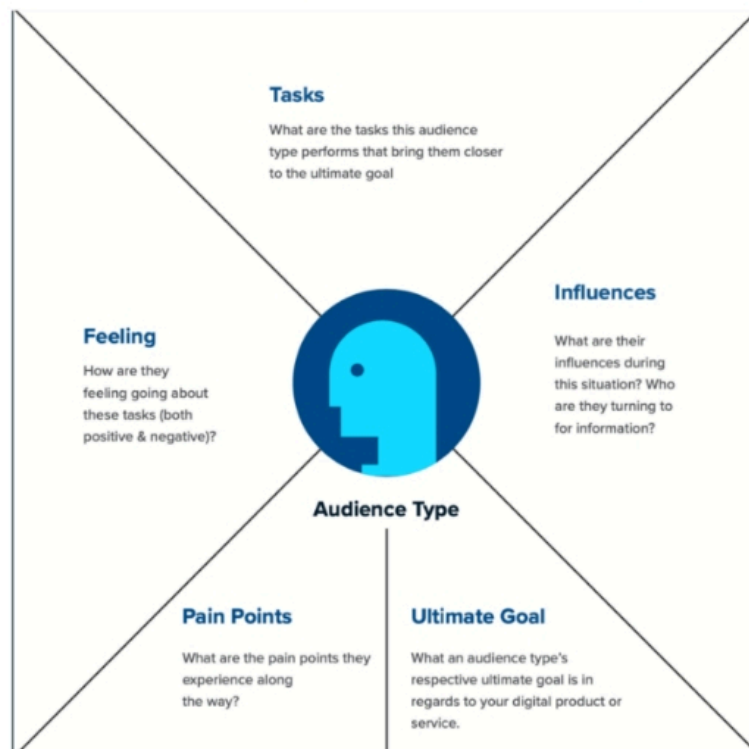 Tasks
What are the tasks this audience
type performs that bring them closer
to the ultimate goal
Influences
What are their
influences during
this situation? Who
are they turning to
for information?
Feeling
How are they
feeling going about
these tasks (both
positive & negative)?
Audience Type
Pain Points
What are the pain points they
experience along
the way?
Ultimate Goal
What an audience type's
respective ultimate goal is in
regards to your digital product or
service.